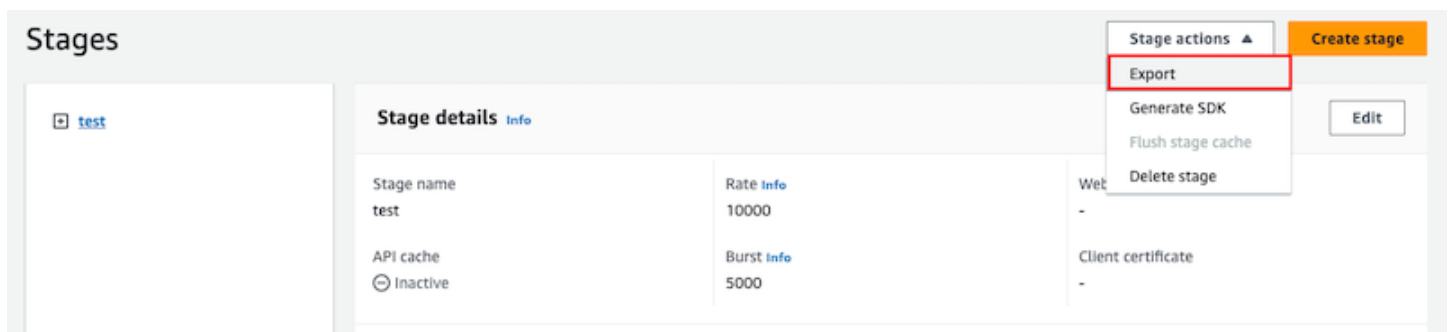 Stages
Stage actions
Create stage
Export
Generate SDK
Flush stage cache
Delete stage
test
Stage details Info
Edit
Stage name
test
Rate Info
10000
Web
-
API cache
Inactive
Burst Info
5000
Client certificate
-